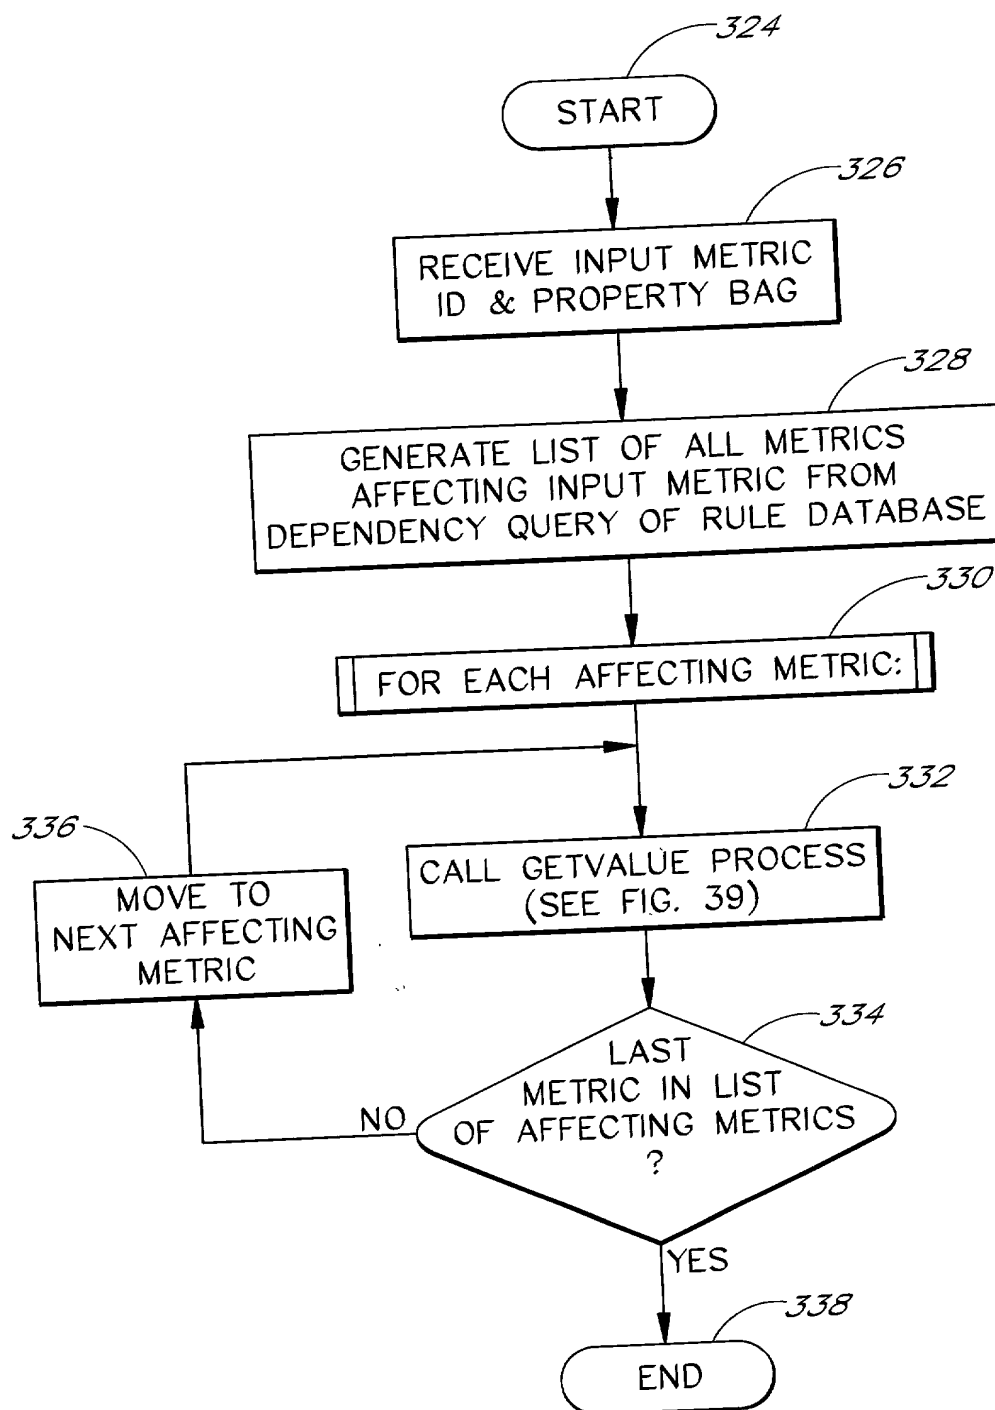 324
START
326
RECEIVE INPUT METRIC
ID & PROPERTY BAG
328
GENERATE LIST OF ALL METRICS
AFFECTING INPUT METRIC FROM
DEPENDENCY QUERY OF RULE DATABASE
330
FOR EACH AFFECTING METRIC:
332
CALL GETVALUE PROCESS
(SEE FIG. 39)
336
MOVE TO
NEXT AFFECTING
METRIC
334
LAST
METRIC IN LIST
OF AFFECTING METRICS
?
NO
YES
338
END